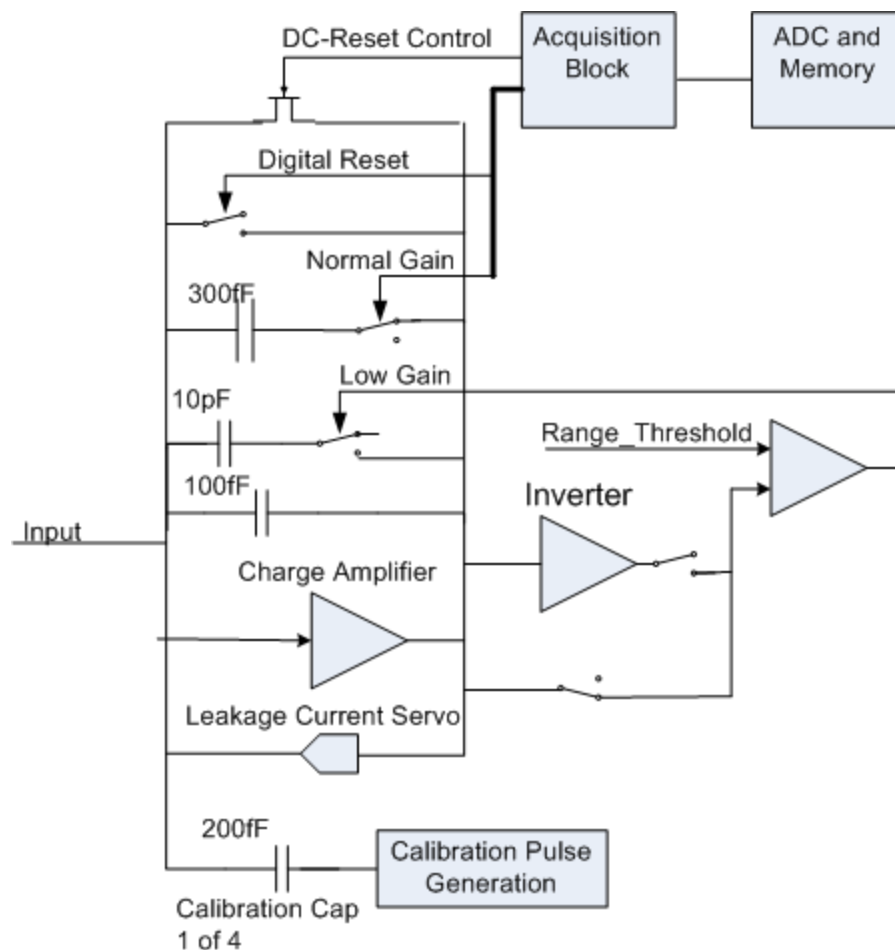 DC-Reset Control
Acquisition
Block
ADC and
Memory
Digital Reset
Normal Gain
300fF
Low Gain
10pF
Range_Threshold
100fF
Inverter
Input
Charge Amplifier
Leakage Current Servo
200fF
Calibration Pulse
Generation
Calibration Cap
1 of 4